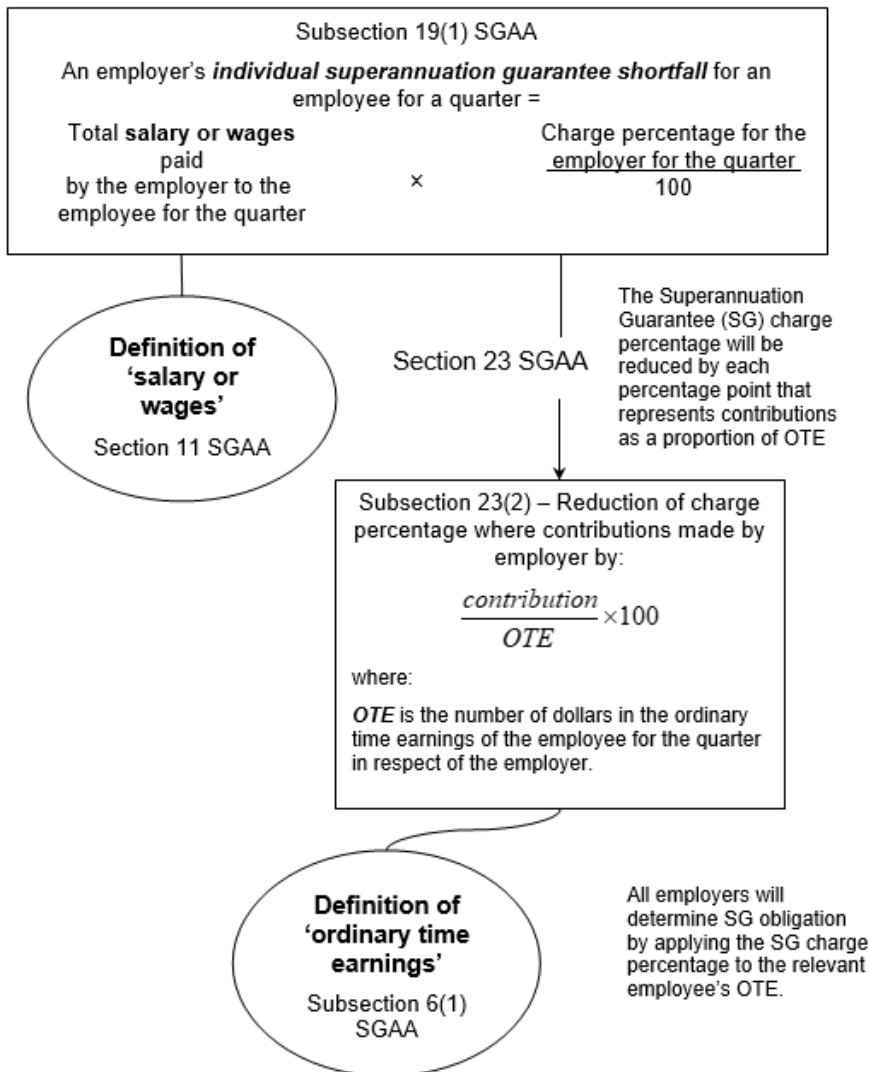 Subsection 19(1) SGAA
An employer's individual superannuation guarantee shortfall for an
employee for a quarter =
Total salary or wages
paid
by the employer to the
employee for the quarter
x
Charge percentage for the
employer for the quarter
100
Definition of
‘salary or
wages’
Section 11 SGAA
Section 23 SGAA
The Superannuation
Guarantee (SG) charge
percentage will be
reduced by each
percentage point that
represents contributions
as a proportion of OTE
Subsection 23(2) – Reduction of charge
percentage where contributions made by
employer by:
contribution
OTE
×100
where:
OTE is the number of dollars in the ordinary
time earnings of the employee for the quarter
in respect of the employer.
Definition of
‘ordinary time
earnings’
Subsection 6(1)
SGAA
All employers will
determine SG obligation
by applying the SG charge
percentage to the relevant
employee's OTE.